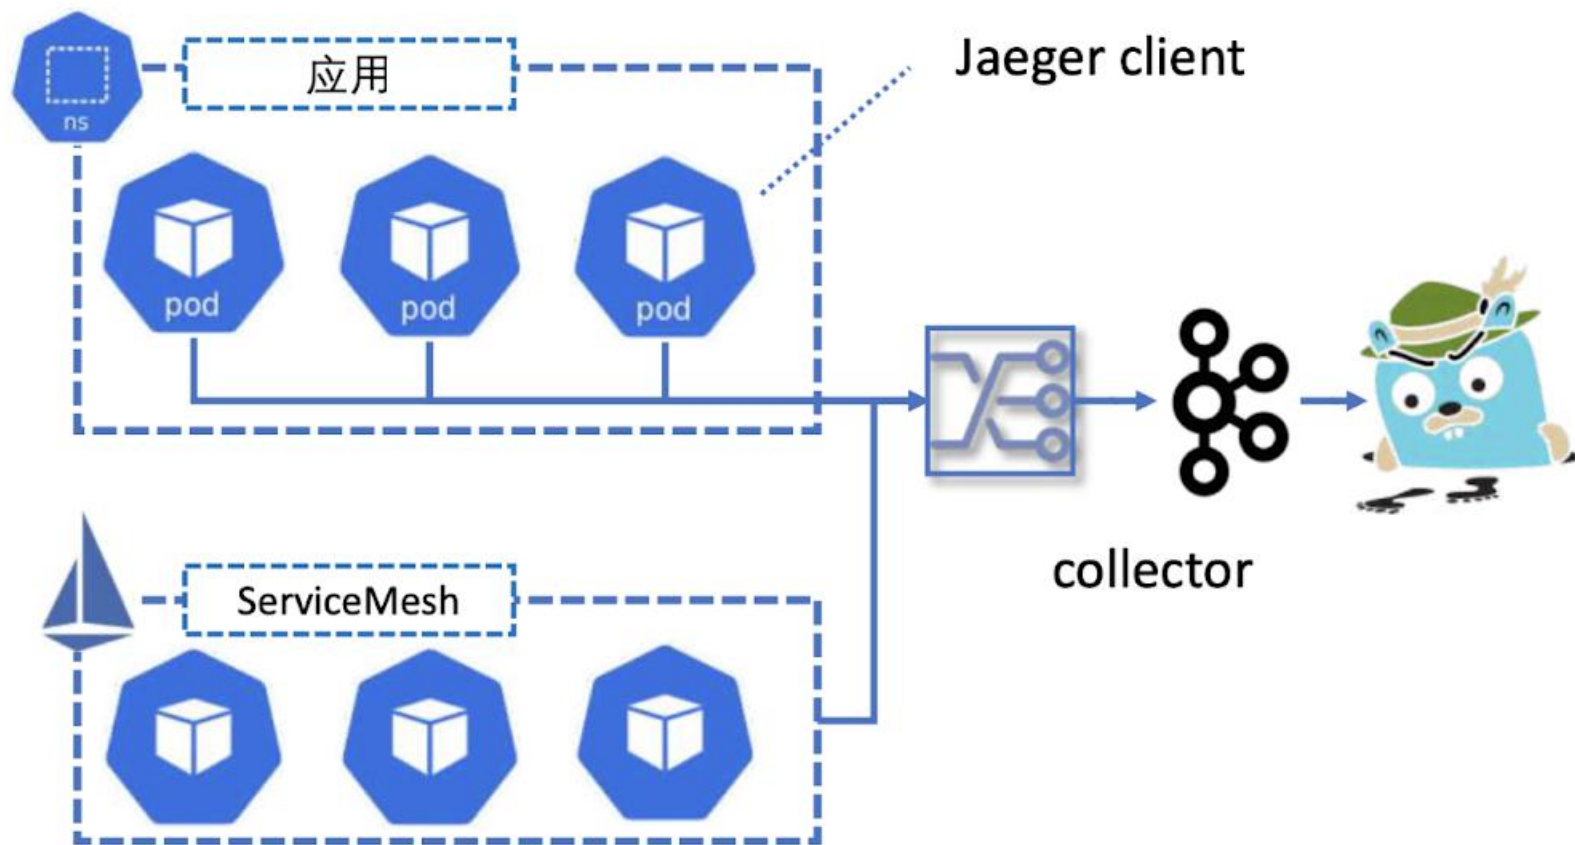 应用
Jaeger client
ns
pod
pod
pod
collector
ServiceMesh